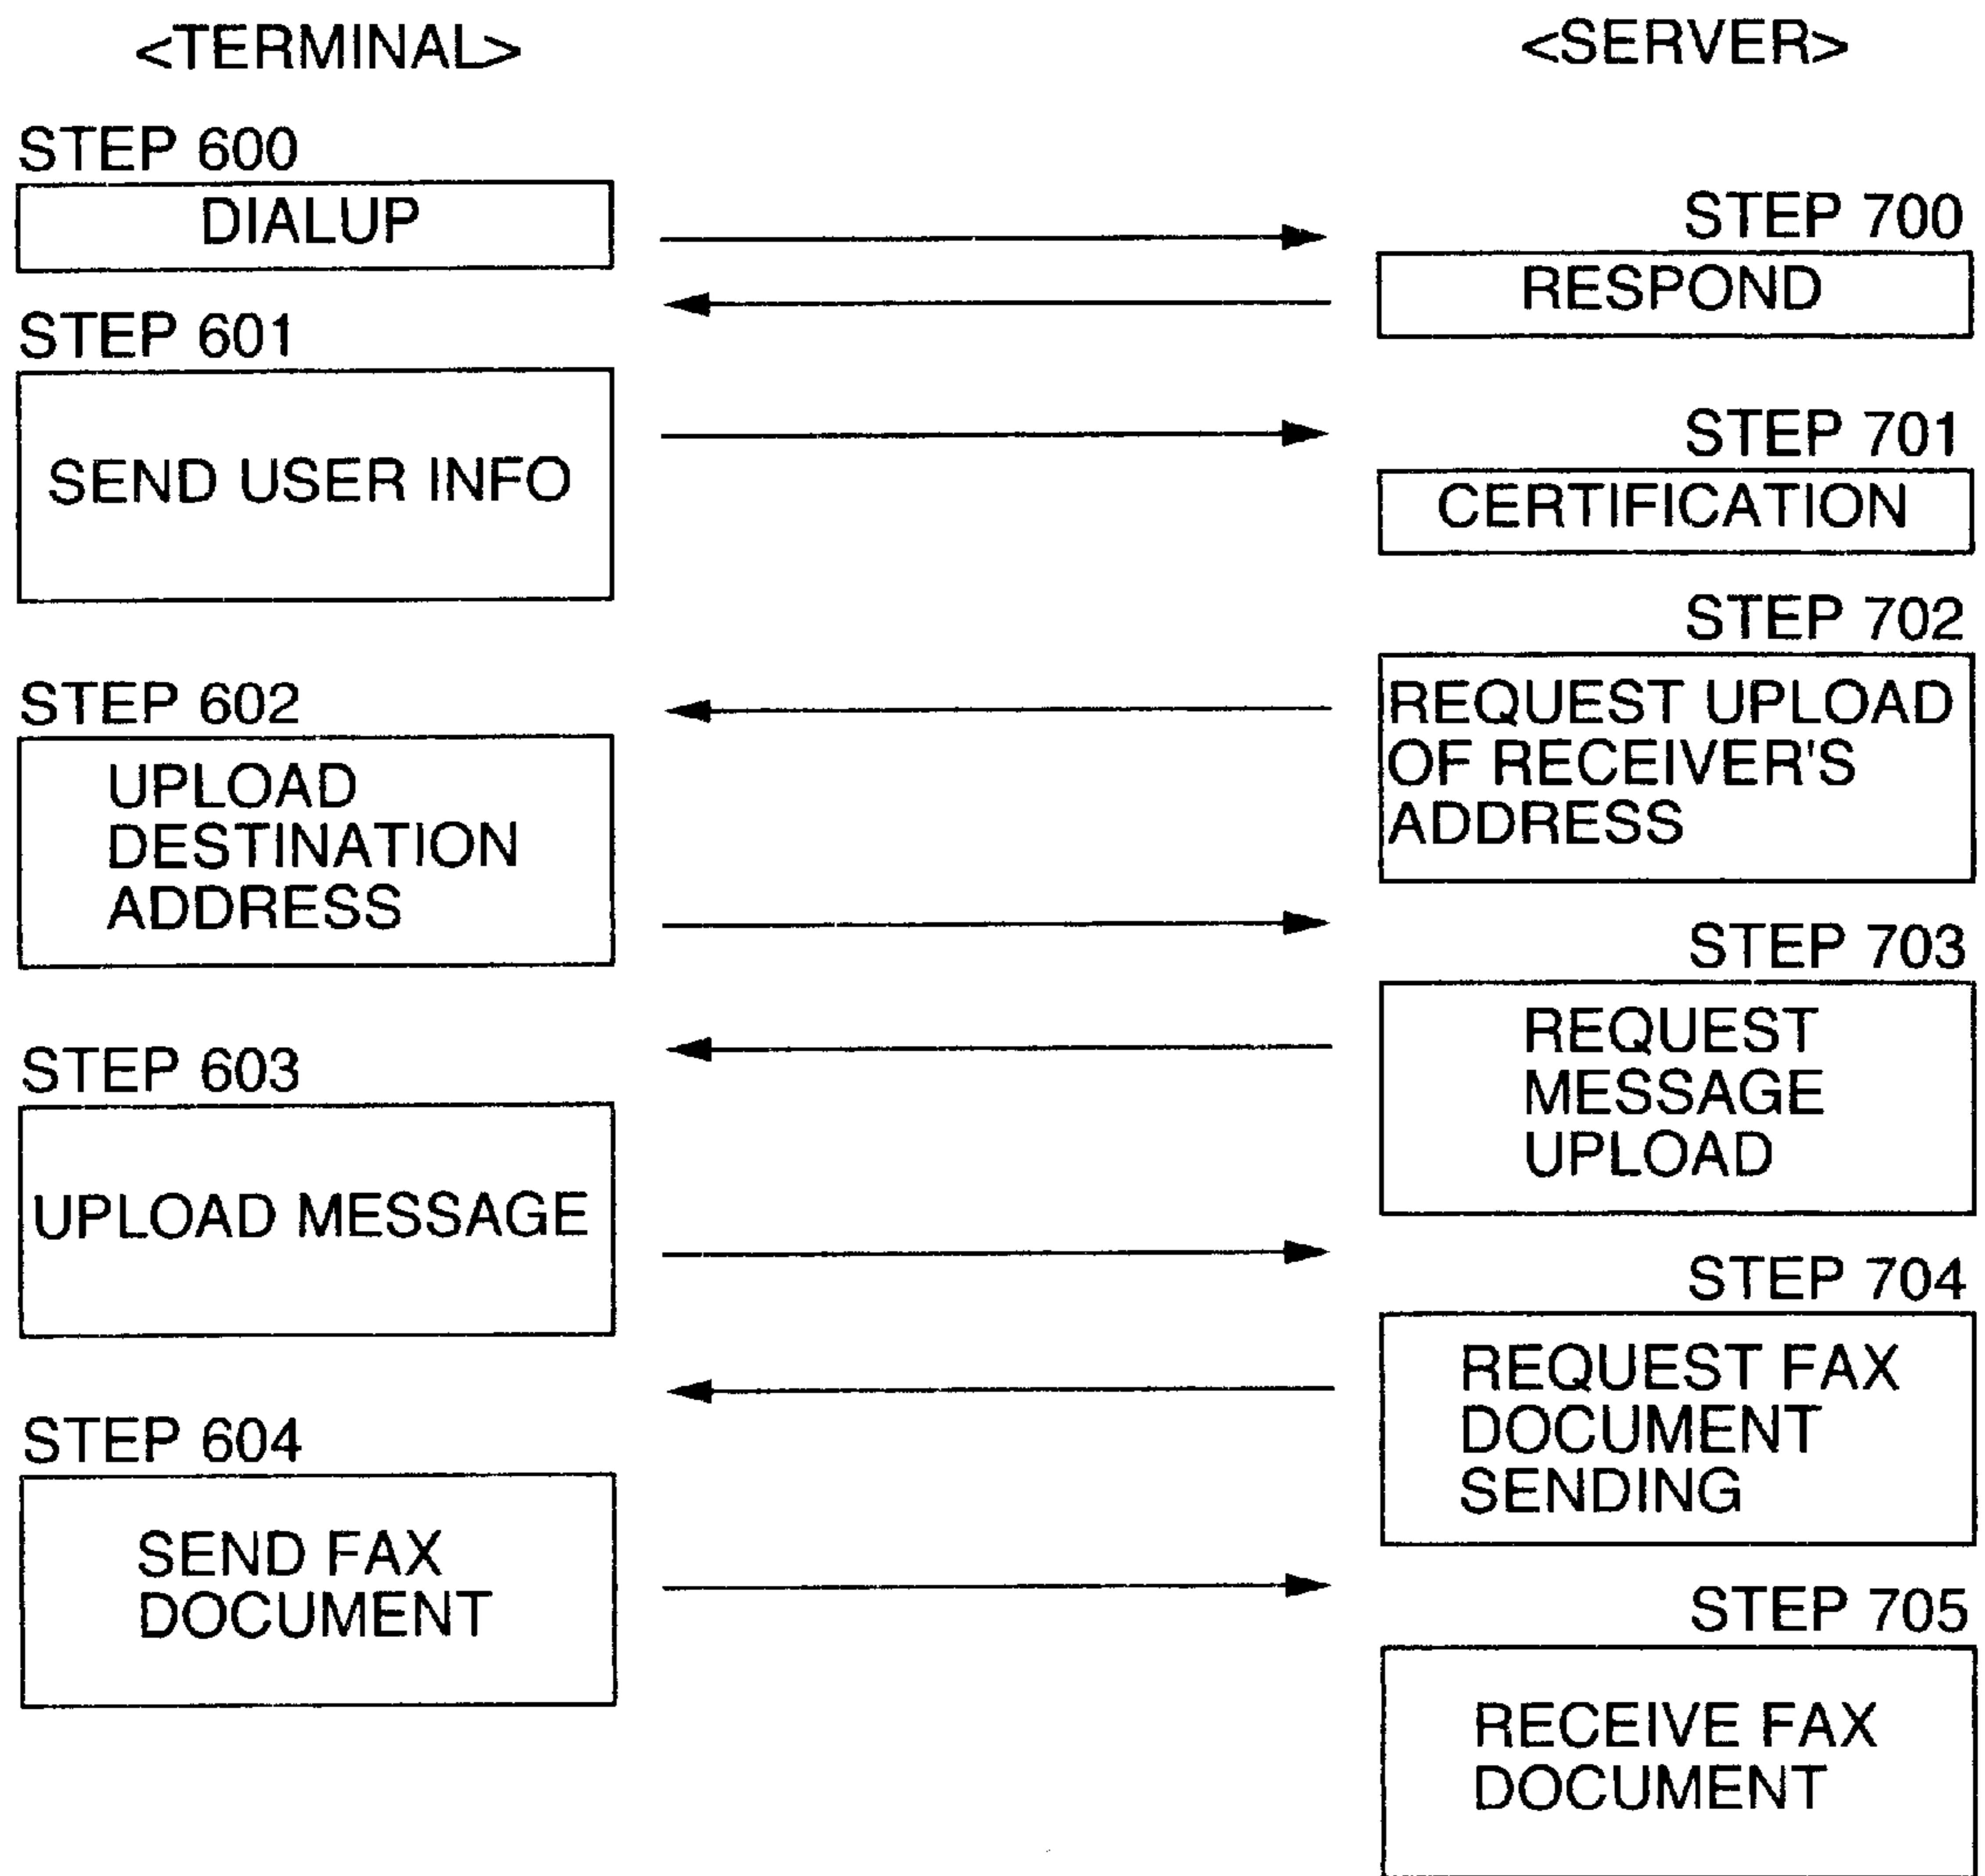 <TERMINAL>
<SERVER>
STEP 600
DIALUP
STEP 700
RESPOND
STEP 601
SEND USER INFO
STEP 701
CERTIFICATION
STEP 702
REQUEST UPLOAD
OF RECEIVER'S
ADDRESS
STEP 602
UPLOAD
DESTINATION
ADDRESS
STEP 703
REQUEST
MESSAGE
UPLOAD
STEP 603
UPLOAD MESSAGE
STEP 704
REQUEST FAX
DOCUMENT
SENDING
STEP 604
SEND FAX
DOCUMENT
STEP 705
RECEIVE FAX
DOCUMENT